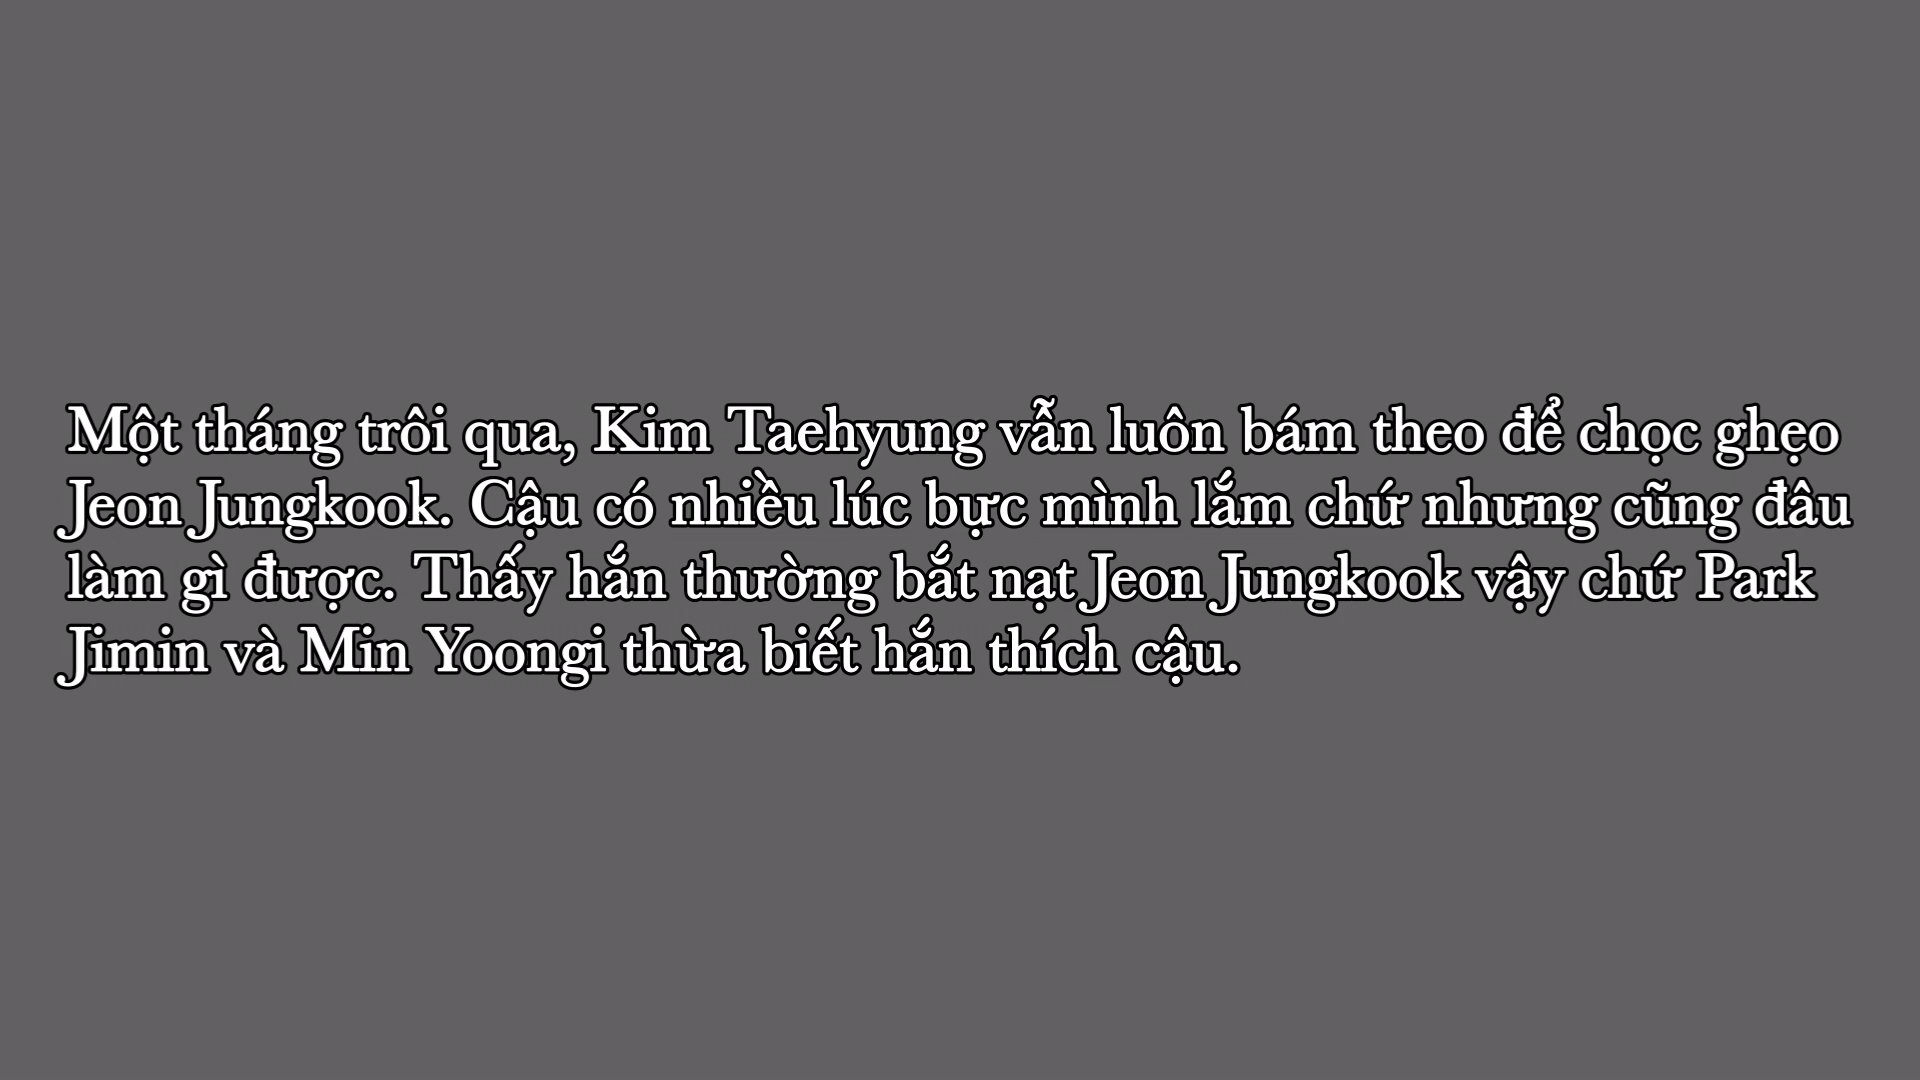 Một tháng trôi qua, Kim Taehyung vẫn luôn bám theo để chọc ghẹo
Jeon Jungkook. Cậu có nhiều lúc bực mình lắm chứ nhưng cũng đâu
làm gì được. Thấy hắn thường bắt nạt Jeon Jungkook vậy chứ Park
Jimin và Min Yoongi thừa biết hắn thích cậu.